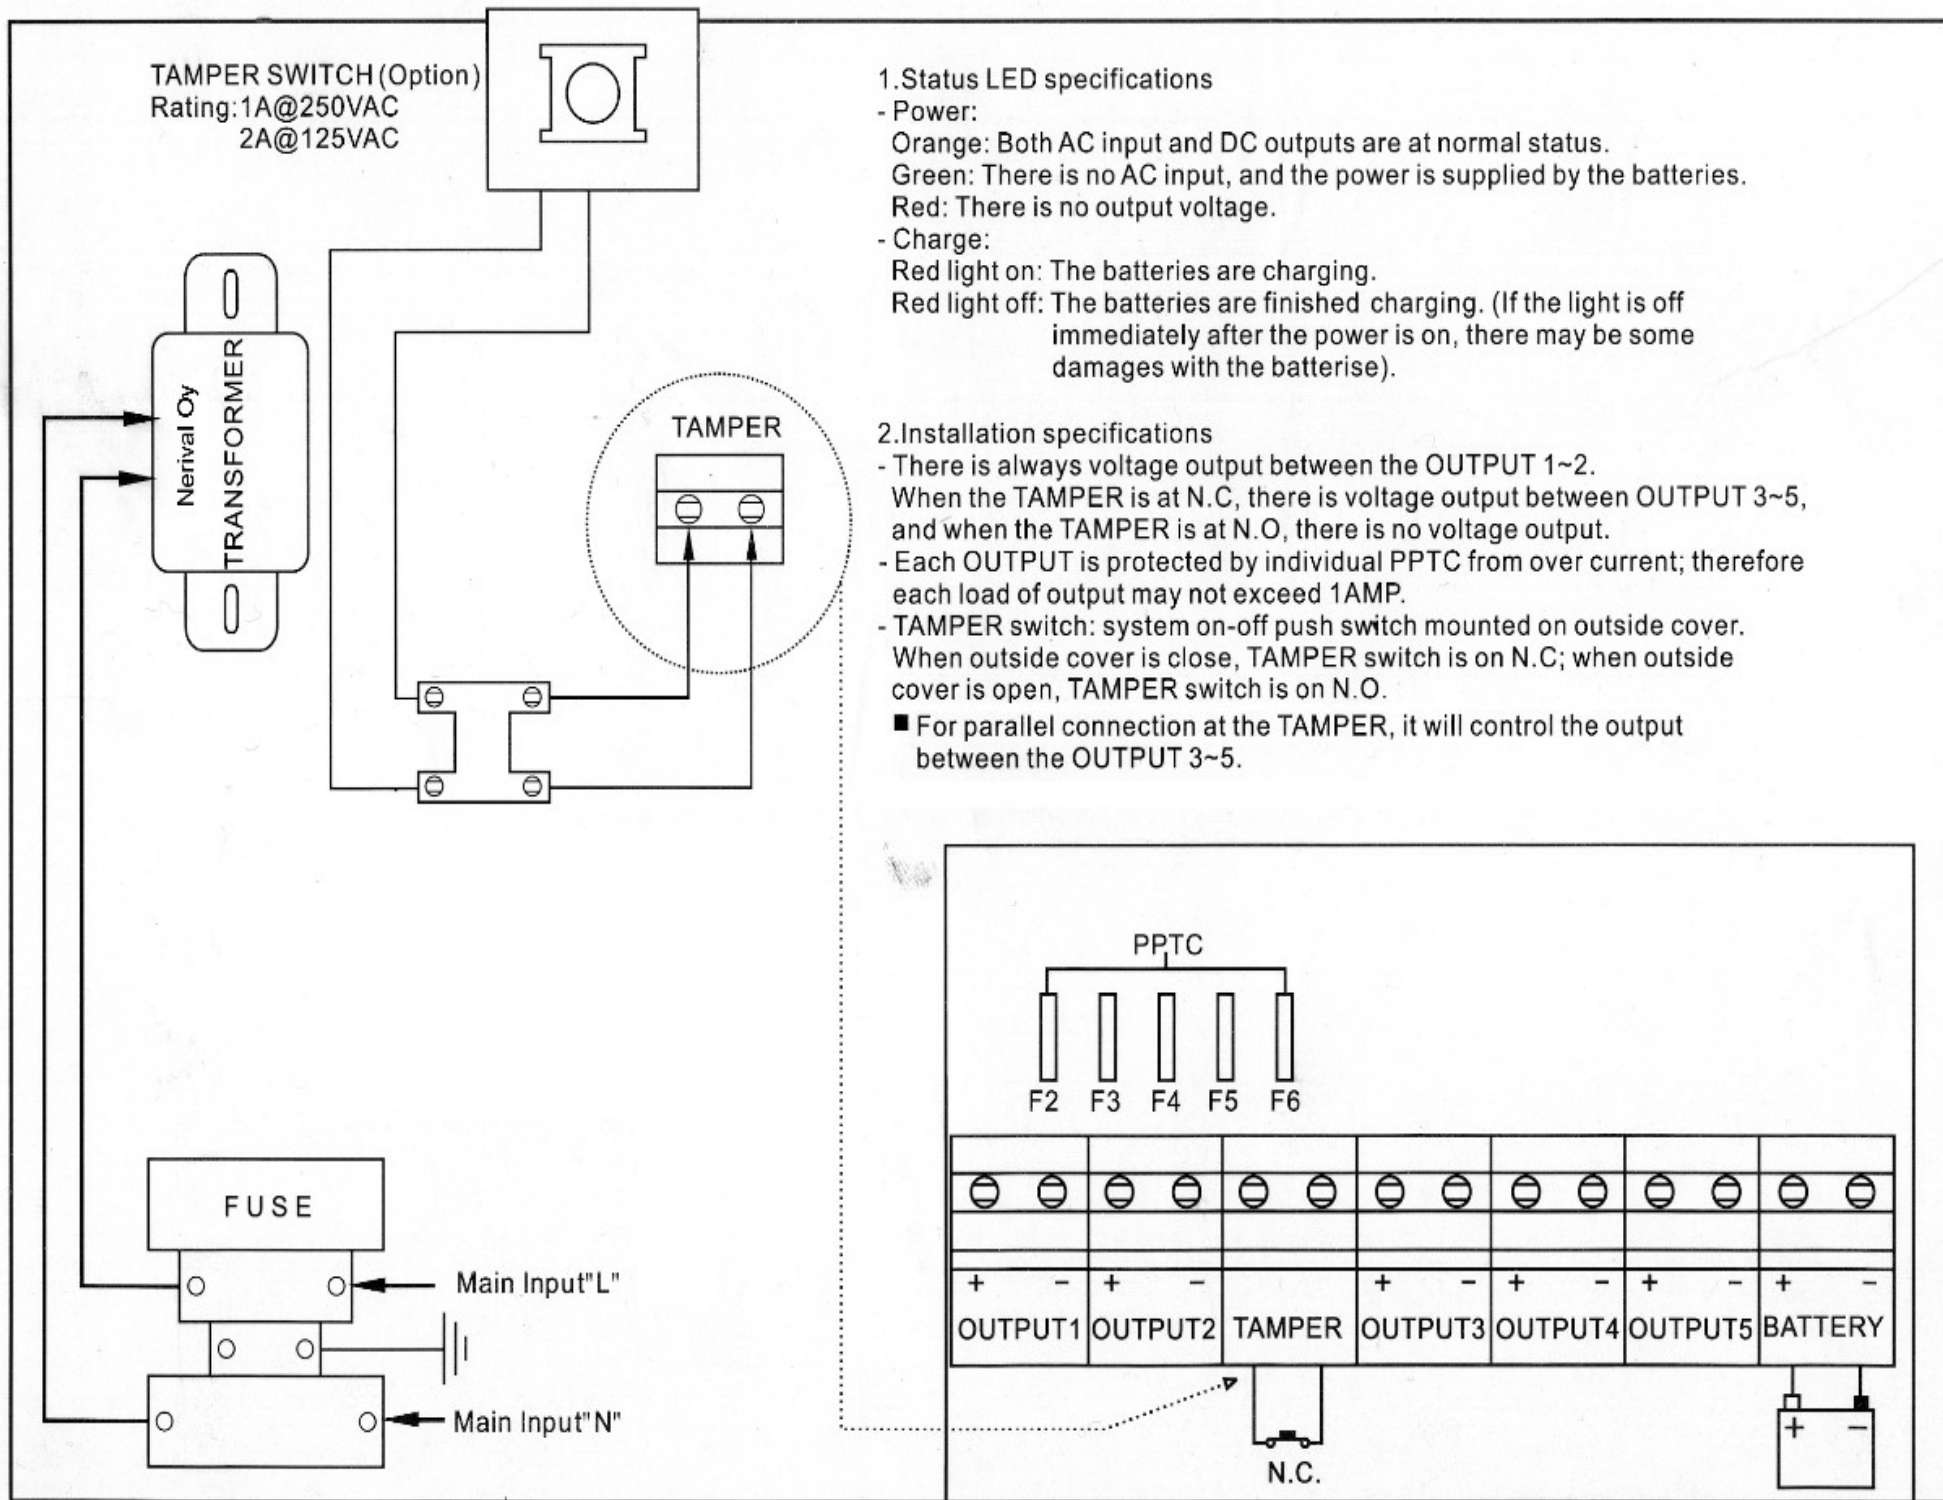 TAMPER SWITCH (Option)
Rating:1A@250VAC
2A@125VAC
Nerival Oy
TRANSFORMER
TAMPER
1.Status LED specifications
- Power:
Orange: Both AC input and DC outputs are at normal status.
Green: There is no AC input, and the power is supplied by the batteries.
Red: There is no output voltage.
- Charge:
Red light on: The batteries are charging.
Red light off: The batteries are finished charging. (If the light is off
immediately after the power is on, there may be some
damages with the batterise).
2.Installation specifications
- There is always voltage output between the OUTPUT 1~2.
When the TAMPER is at N.C, there is voltage output between OUTPUT 3~5,
and when the TAMPER is at N.O, there is no voltage output.
- Each OUTPUT is protected by individual PPTC from over current; therefore
each load of output may not exceed 1AMP.
- TAMPER switch: system on-off push switch mounted on outside cover.
When outside cover is close, TAMPER switch is on N.C; when outside
cover is open, TAMPER switch is on N.O.
■ For parallel connection at the TAMPER, it will control the output
between the OUTPUT 3~5.
FUSE
Main Input"L"
Main Input"N"
PPTC
F2 F3 F4 F5 F6
+ - + - + - + - + - + -
OUTPUT1 OUTPUT2 TAMPER OUTPUT3 OUTPUT4 OUTPUT5 BATTERY
N.C.
+ -